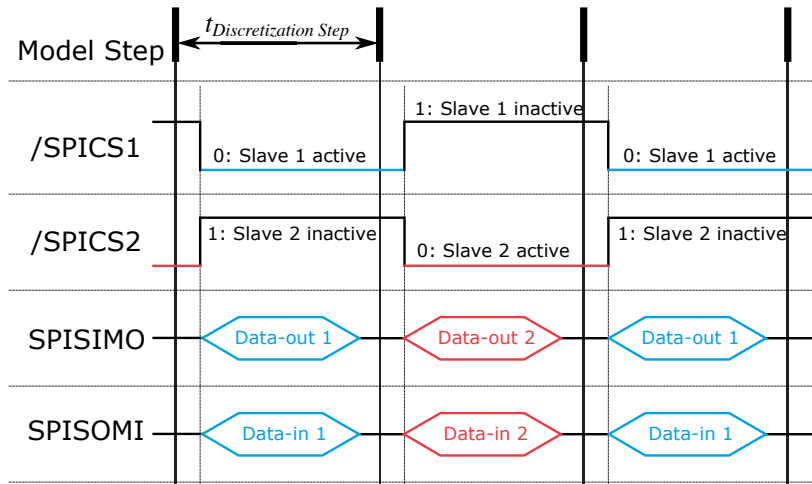 Model Step
t Discretization Step
/SPICS1
0: Slave 1 active
1: Slave 1 inactive
0: Slave 1 active
/SPICS2
1: Slave 2 inactive
0: Slave 2 active
1: Slave 2 inactive
SPISIMO
Data-out 1
Data-out 2
Data-out 1
SPISOMI
Data-in 1
Data-in 2
Data-in 1